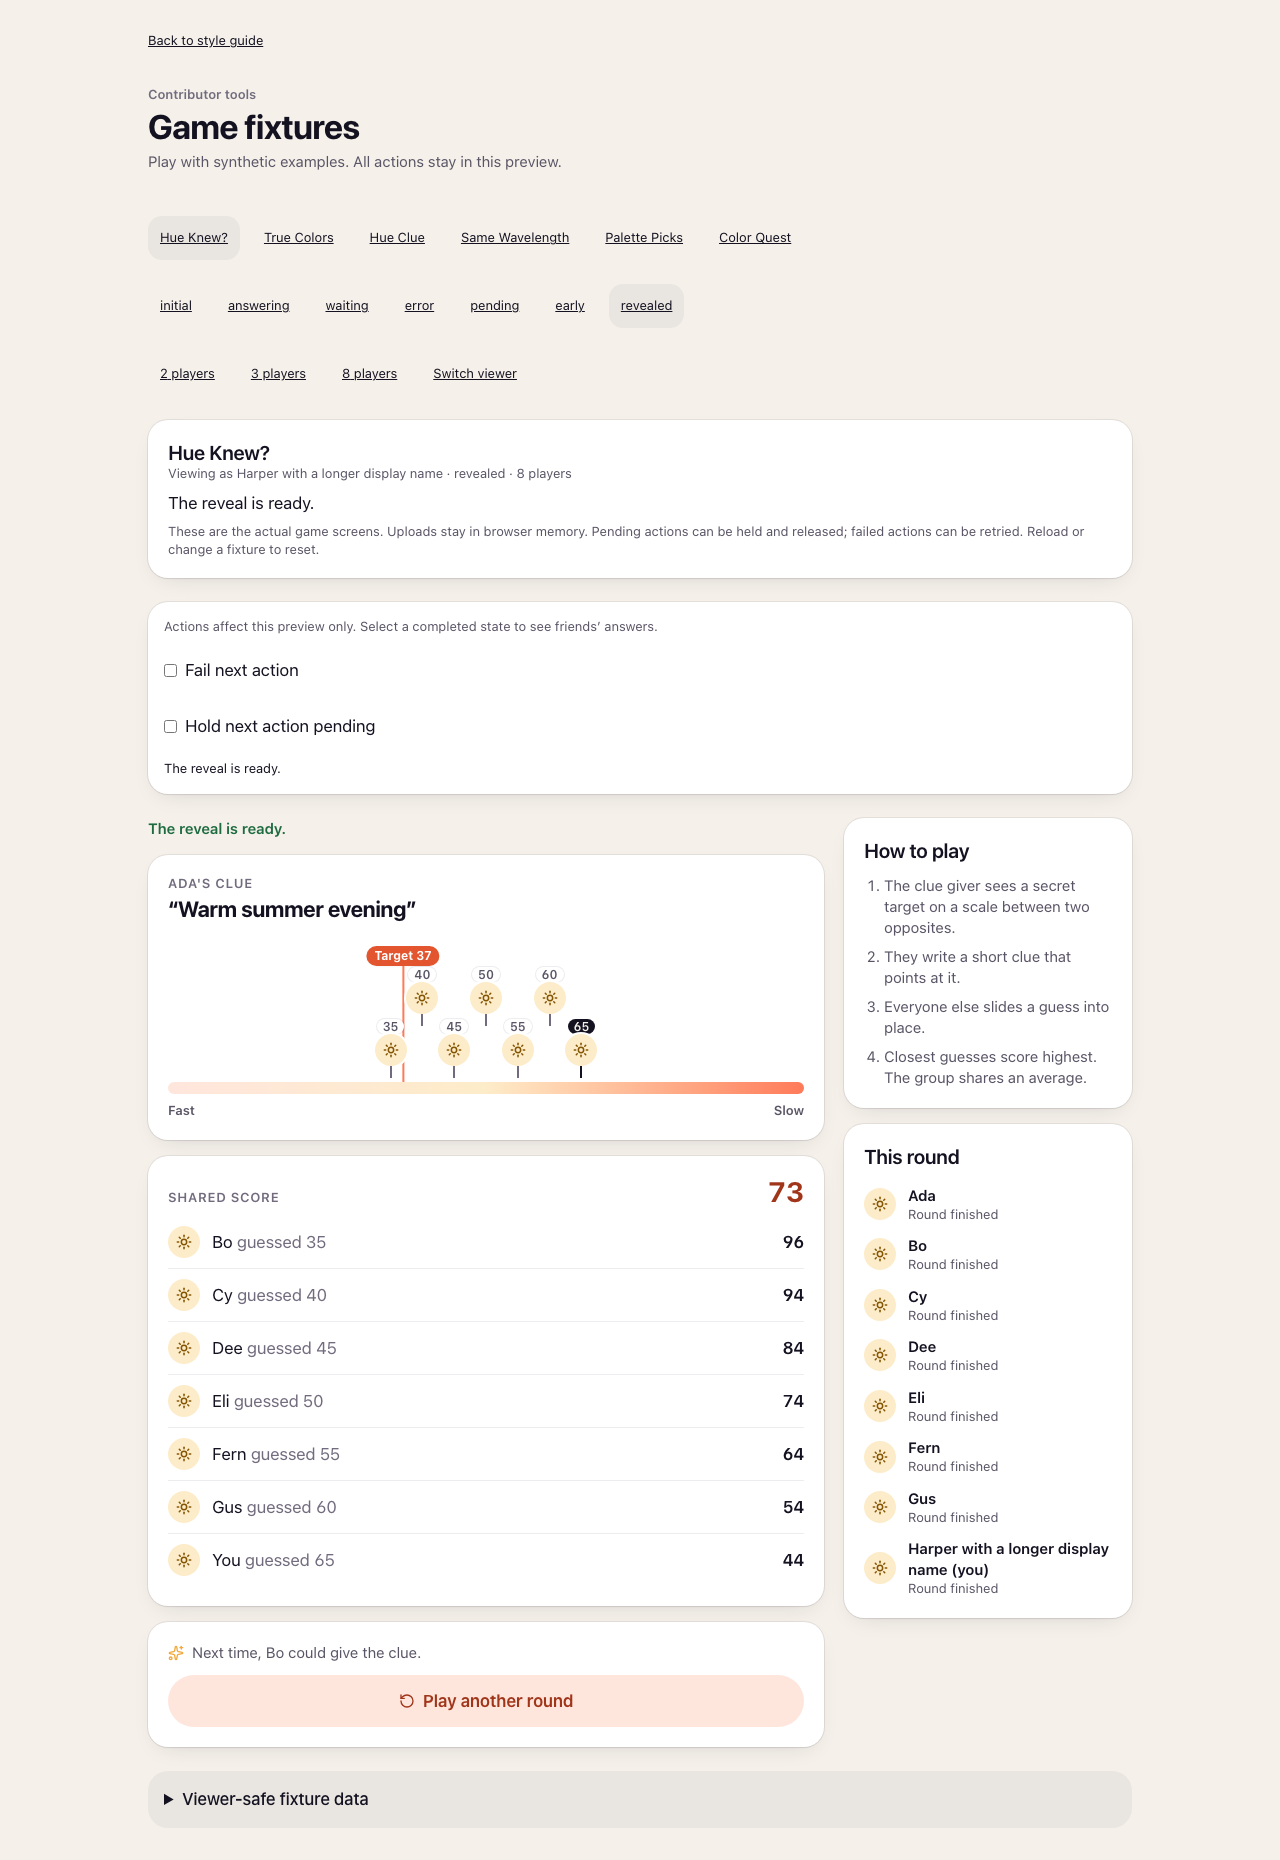 Back to style guide
Contributor tools
Game fixtures
Play with synthetic examples. All actions stay in this preview.
Hue Knew? True Colors Hue Clue Same Wavelength Palette Picks Color Quest
initial answering waiting error pending early revealed
2 players 3 players 8 players Switch viewer
Hue Knew?
Viewing as Harper with a longer display name · revealed · 8 players
The reveal is ready.
These are the actual game screens. Uploads stay in browser memory. Pending actions can be held and released; failed actions can be retried. Reload or
change a fixture to reset.
Actions affect this preview only. Select a completed state to see friends’ answers.
Fail next action
Hold next action pending
The reveal is ready.
The reveal is ready.
ADA'S CLUE
“Warm summer evening”
Target 37
40 50 60
35 45 55 65
Fast Slow
SHARED SCORE 73
Bo guessed 35 96
Cy guessed 40 94
Dee guessed 45 84
Eli guessed 50 74
Fern guessed 55 64
Gus guessed 60 54
You guessed 65 44
Next time, Bo could give the clue.
Play another round
How to play
1. The clue giver sees a secret
target on a scale between two
opposites.
2. They write a short clue that
points at it.
3. Everyone else slides a guess into
place.
4. Closest guesses score highest.
The group shares an average.
This round
Ada
Round finished
Bo
Round finished
Cy
Round finished
Dee
Round finished
Eli
Round finished
Fern
Round finished
Gus
Round finished
Harper with a longer display
name (you)
Round finished
Viewer-safe fixture data